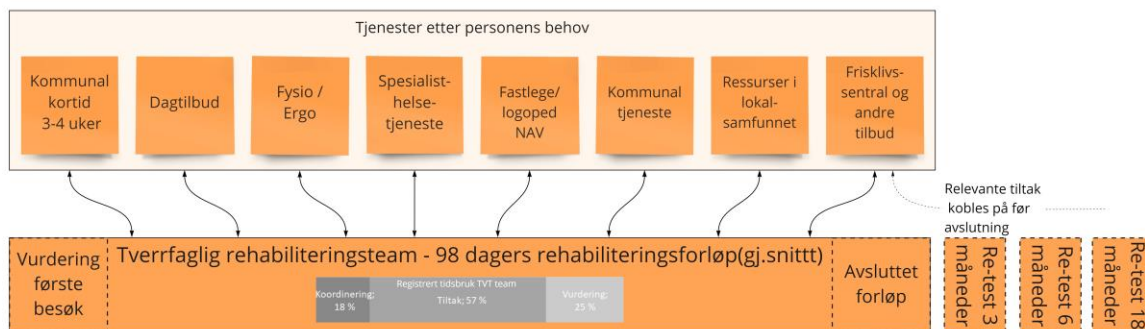 Tjenester etter personens behov
Kommunal
kortid
3-4 uker
Dagtilbud
Fysio /
Ergo
Spesialist-
helse-
tjeneste
Fastlege/
logoped
NAV
Kommunal
tjeneste
Ressurser i
lokal-
samfunnet
Frisklivs-
sentral og
andre
tilbud
Relevante tiltak
kobles på før
avslutning
Vurdering
første
besøk
Tverrfaglig rehabiliteringsteam - 98 dagers rehabiliteringsforløp(gj.snittt)
Registrert tidsbruk TVT team
Koordinering;
18 %
Tiltak; 57 %
Vurdering;
25 %
Avsluttet
forløp
Re-test 3
måneder
Re-test 6
måneder
Re-test 18
måneder